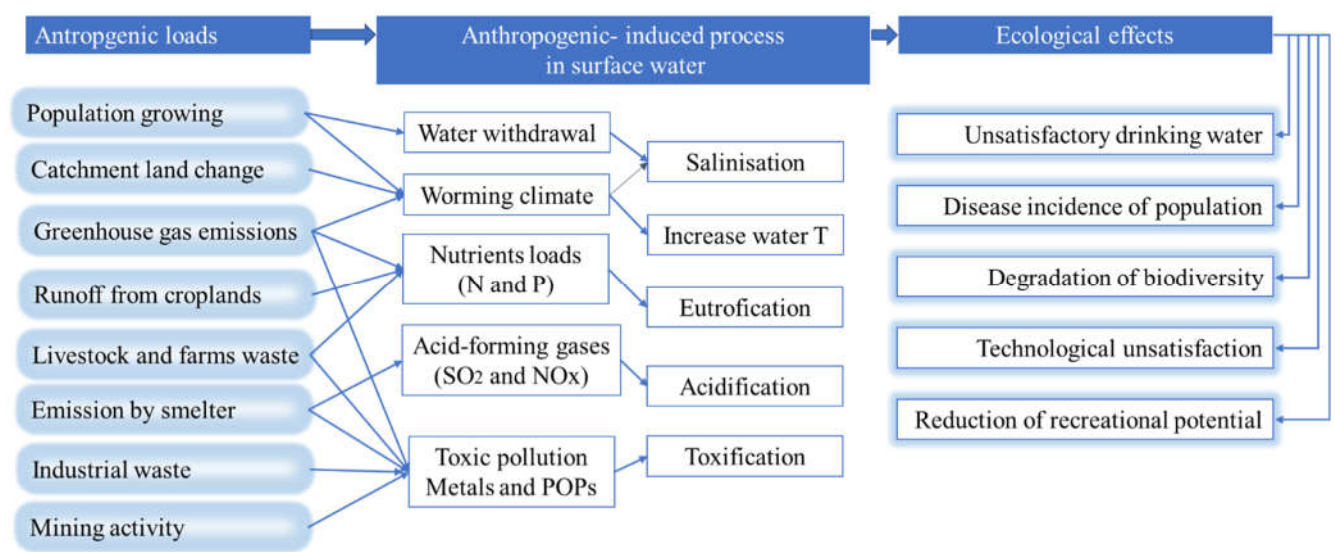 Antropgenic loads
Anthropogenic- induced process
in surface water
Ecological effects
Population growing
Catchment land change
Greenhouse gas emissions
Runoff from croplands
Livestock and farms waste
Emission by smelter
Industrial waste
Mining activity
Water withdrawal
Worming climate
Nutrients loads
(N and P)
Acid-forming gases
(SO2 and NOx)
Toxic pollution
Metals and POPs
Salinisation
Increase water T
Eutrofication
Acidification
Toxification
Unsatisfactory drinking water
Disease incidence of population
Degradation of biodiversity
Technological unsatisfaction
Reduction of recreational potential